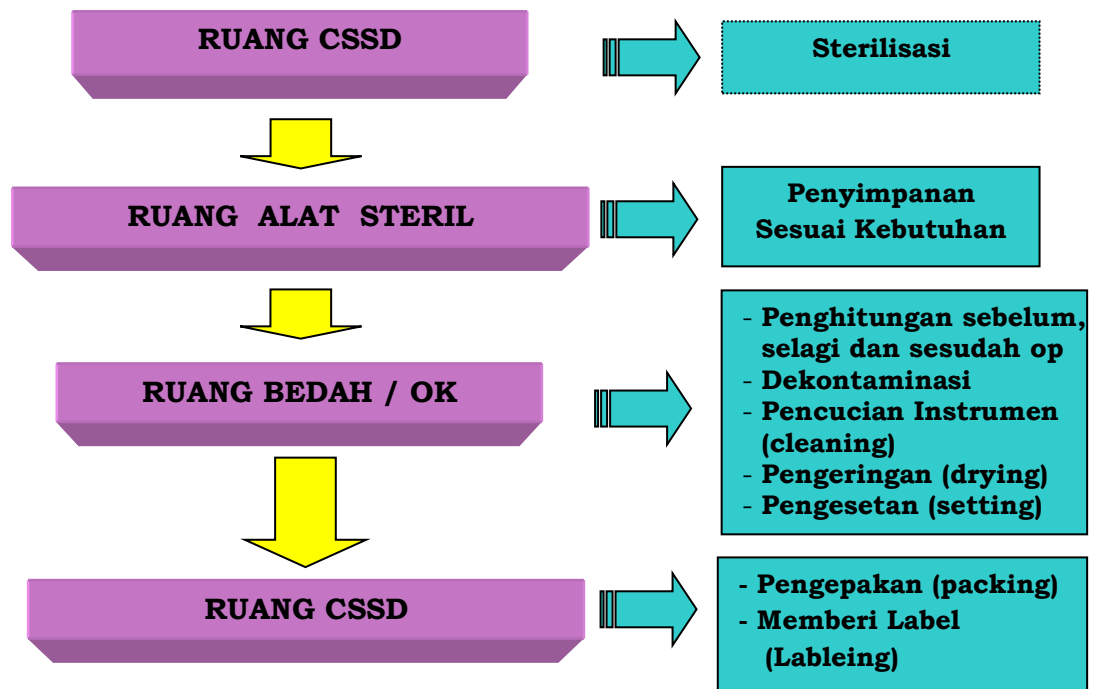 RUANG CSSD
Sterilisasi
RUANG ALAT STERIL
Penyimpanan
Sesuai Kebutuhan
RUANG BEDAH / OK
- Penghitungan sebelum,
selagi dan sesudah op
- Dekontaminasi
- Pencucian Instrumen
(cleaning)
- Pengeringan (drying)
- Pengesetan (setting)
RUANG CSSD
- Pengepakan (packing)
- Memberi Label
(Lableing)